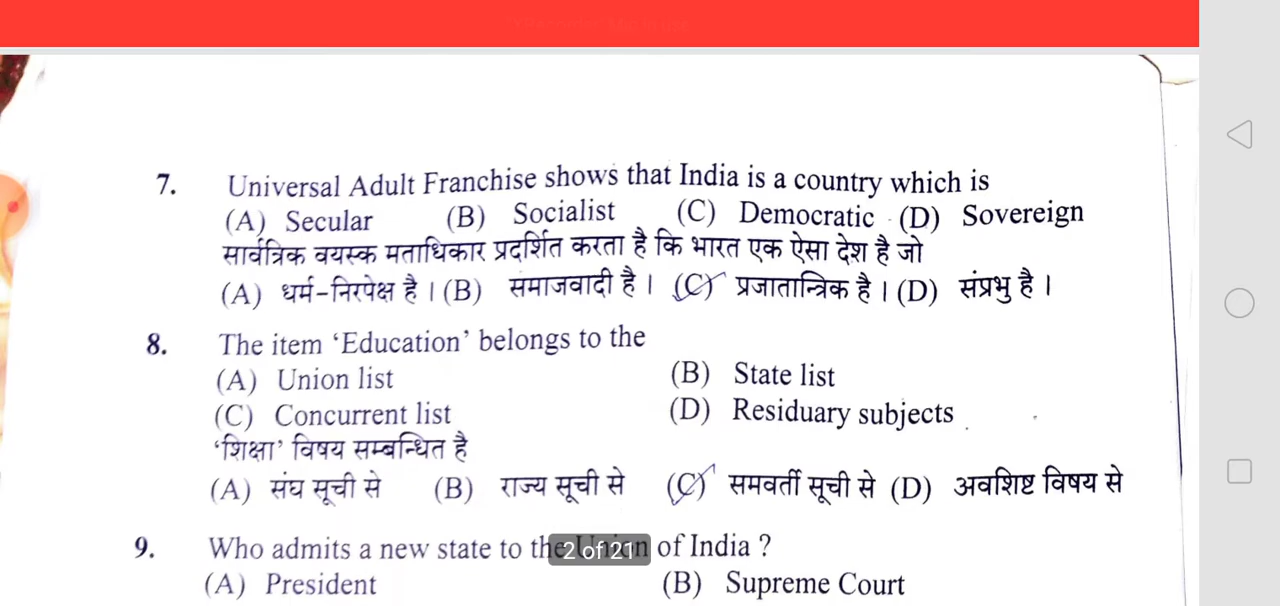 7. Universal Adult Franchise shows that India is a country which is
(A) Secular (B) Socialist (C) Democratic (D) Sovereign
सार्वत्रिक वयस्क मताधिकार प्रदर्शित करता है कि भारत एक ऐसा देश है जो
(A) धर्म-निरपेक्ष है । (B) समाजवादी है । (C) प्रजातान्त्रिक है । (D) संप्रभु है ।
8. The item ‘Education’ belongs to the
(A) Union list (B) State list
(C) Concurrent list (D) Residuary subjects
‘शिक्षा’ विषय सम्बन्धित है
(A) संघ सूची से (B) राज्य सूची से (C) समवर्ती सूची से (D) अवशिष्ट विषय से
9. Who admits a new state to the Union of India ?
2 of 21
(A) President (B) Supreme Court